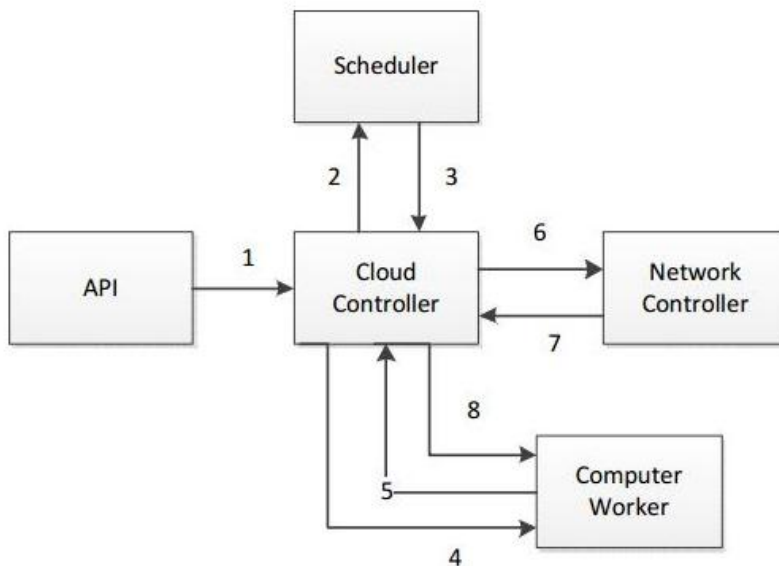 Scheduler
2
3
API
1
Cloud
Controller
6
7
Network
Controller
8
5
4
Computer
Worker